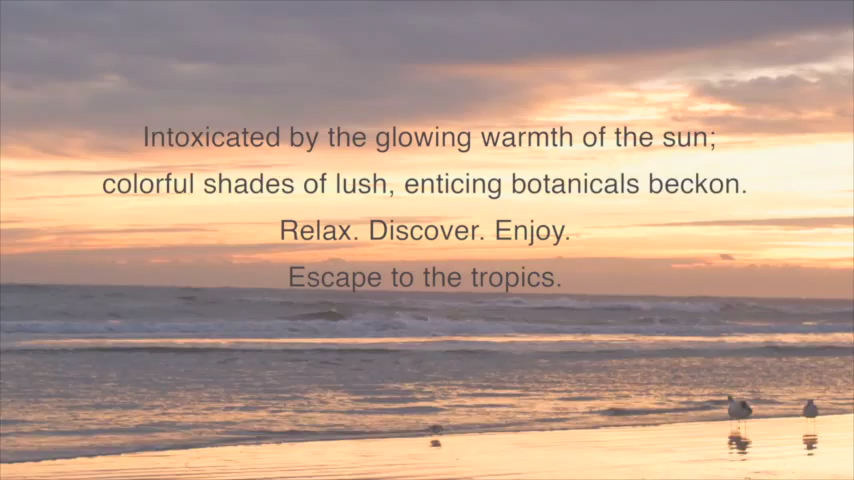 Intoxicated by the glowing warmth of the sun;
colorful shades of lush, enticing botanicals beckon.
Relax. Discover. Enjoy.
Escape to the tropics.